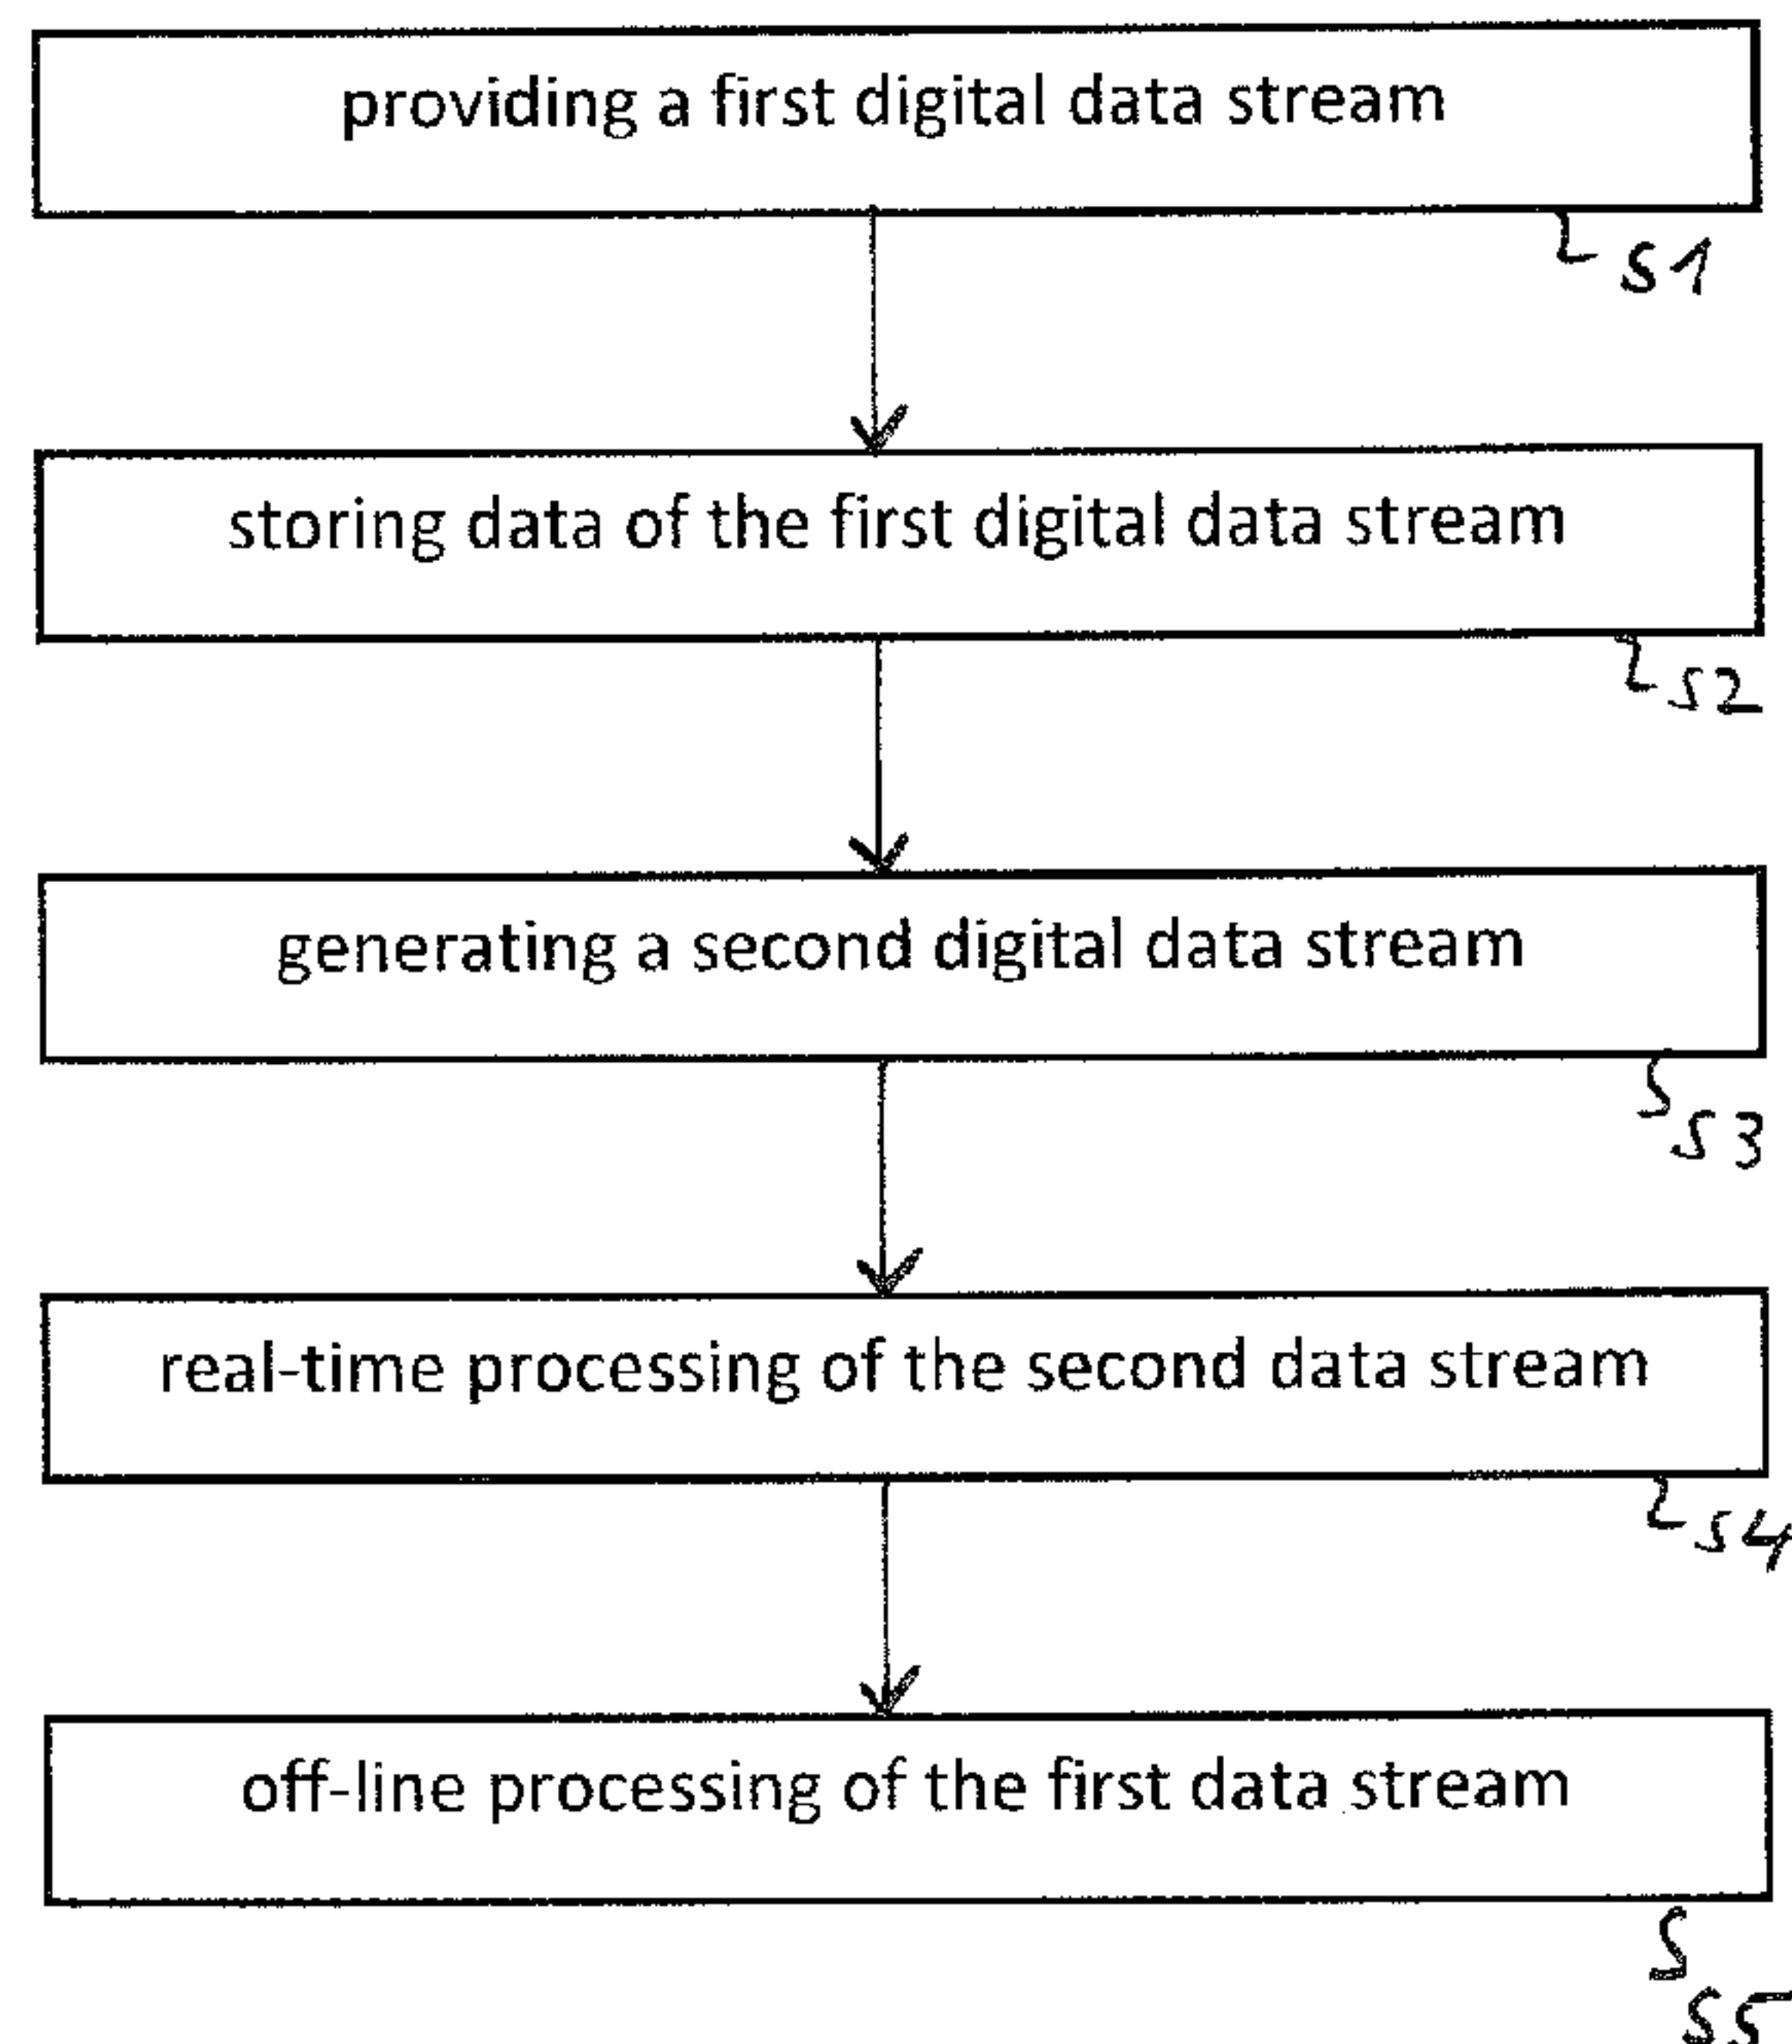 providing a first digital data stream
S1
storing data of the first digital data stream
S2
generating a second digital data stream
S3
real-time processing of the second data stream
S4
off-line processing of the first data stream
S5